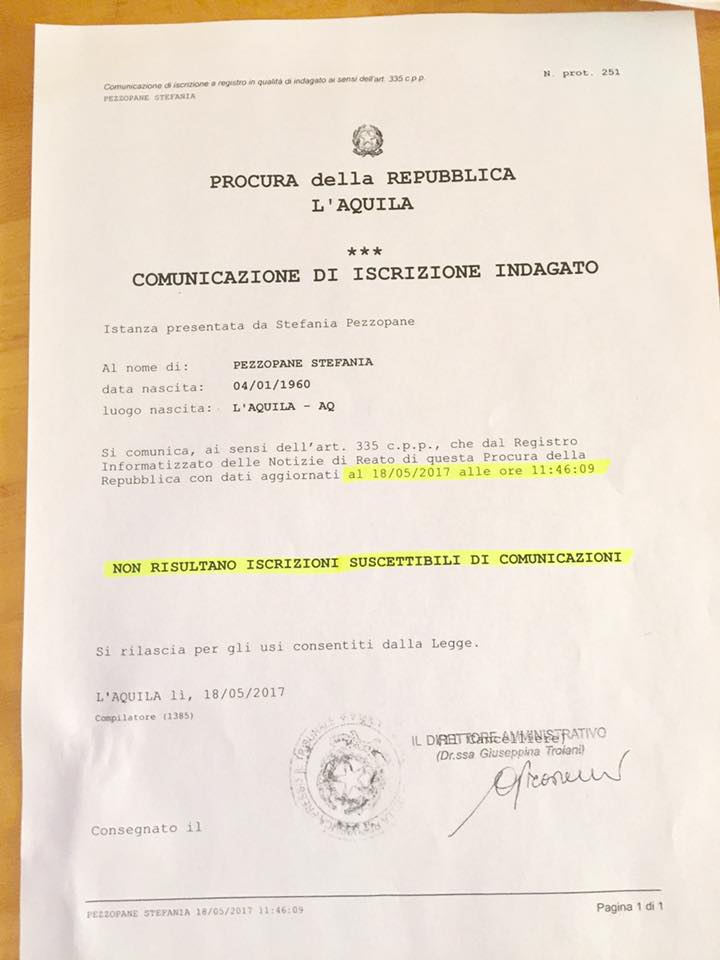 Comunicazione di iscrizione a registro in qualità di indagato ai sensi dell'art. 335 c.p.p.
N. prot. 251
PEZZOPANE STEFANIA
PROCURA della REPUBBLICA
L'AQUILA
***
COMUNICAZIONE DI ISCRIZIONE INDAGATO
Istanza presentata da Stefania Pezzopane
Al nome di: PEZZOPANE STEFANIA
data nascita: 04/01/1960
luogo nascita: L'AQUILA - AQ
Si comunica, ai sensi dell'art. 335 c.p.p., che dal Registro
Informatizzato delle Notizie di Reato di questa Procura della
Repubblica con dati aggiornati al 18/05/2017 alle ore 11:46:09
NON RISULTANO ISCRIZIONI SUSCETTIBILI DI COMUNICAZIONI
Si rilascia per gli usi consentiti dalla Legge.
L'AQUILA lì, 18/05/2017
Compilatore (1385)
IL DIRETTORE AMMINISTRATIVO
Cancelliere)
(Dr.ssa Giuseppina Troiani)
Consegnato il
PEZZOPANE STEFANIA 18/05/2017 11:46:09
Pagina 1 di 1